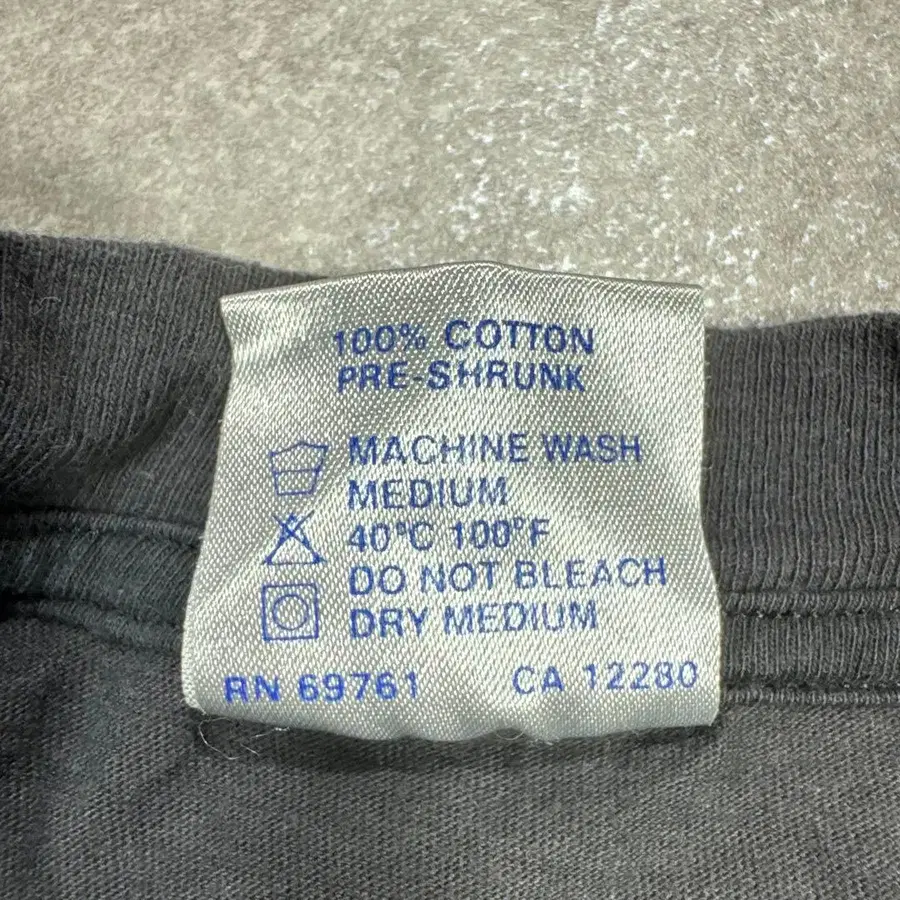 100% COTTON
PRE-SHRUNK
MACHINE WASH
MEDIUM
40°C 100°F
DO NOT BLEACH
DRY MEDIUM
RN 69761 CA 12280